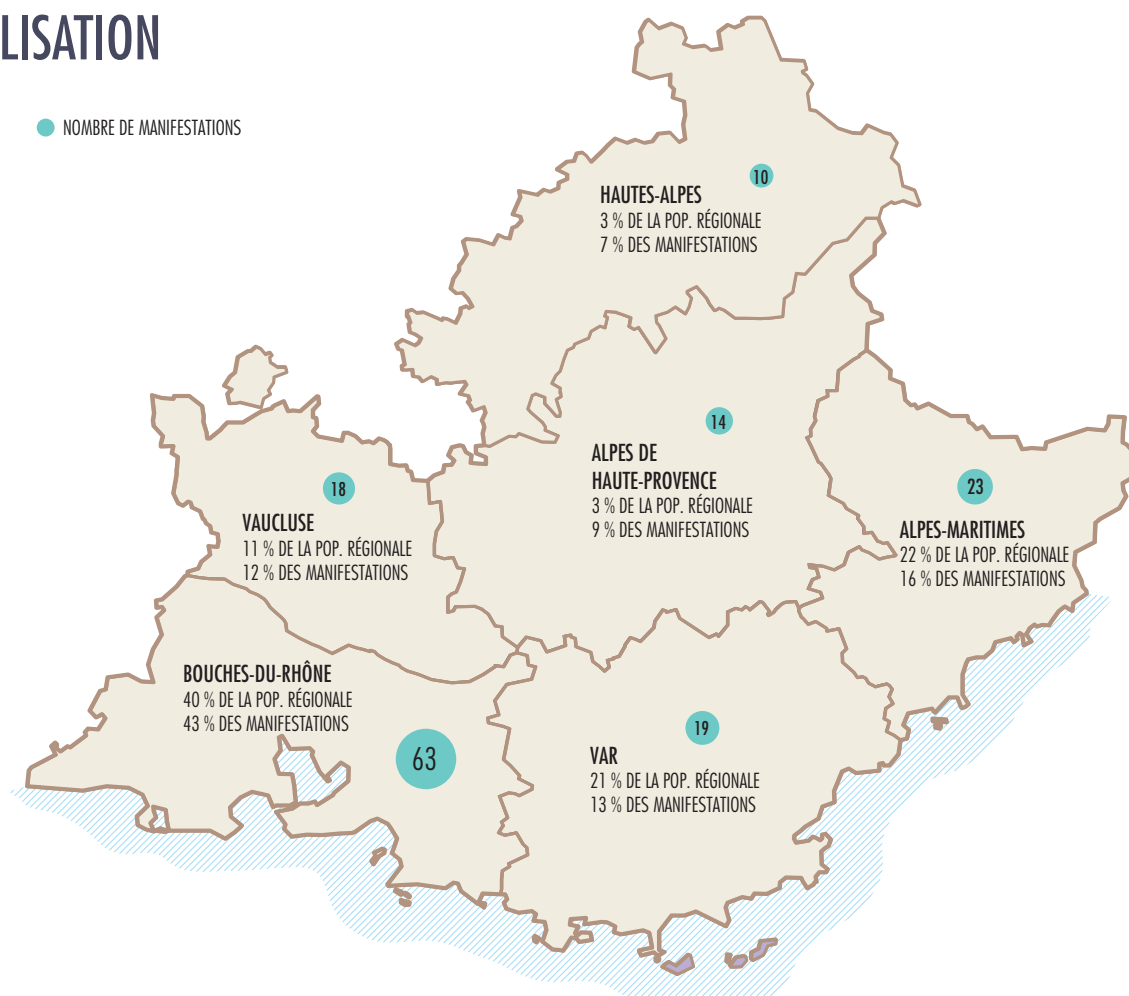 LISATION
NOMBRE DE MANIFESTATIONS
10
HAUTES-ALPES
3 % DE LA POP. RÉGIONALE
7 % DES MANIFESTATIONS
14
ALPES DE
HAUTE-PROVENCE
3 % DE LA POP. RÉGIONALE
9 % DES MANIFESTATIONS
18
VAUCLUSE
11 % DE LA POP. RÉGIONALE
12 % DES MANIFESTATIONS
23
ALPES-MARITIMES
22 % DE LA POP. RÉGIONALE
16 % DES MANIFESTATIONS
BOUCHES-DU-RHÔNE
40 % DE LA POP. RÉGIONALE
43 % DES MANIFESTATIONS
63
19
VAR
21 % DE LA POP. RÉGIONALE
13 % DES MANIFESTATIONS